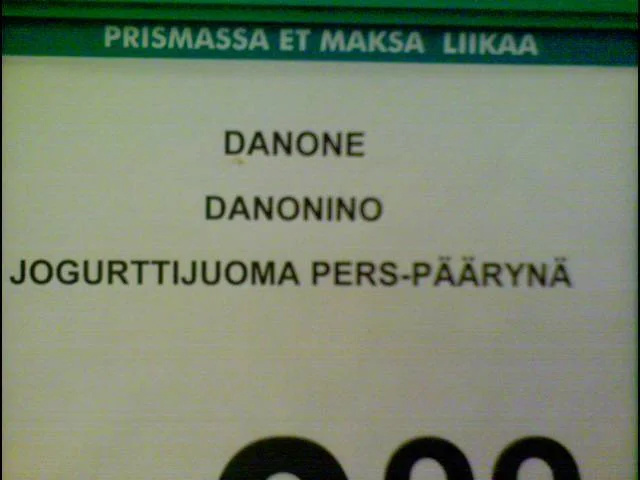 PRISMASSA ET MAKSA LIIKAA
DANONE
DANONINO
JOGURTTIJUOMA PERS-PÄÄRYNÄ